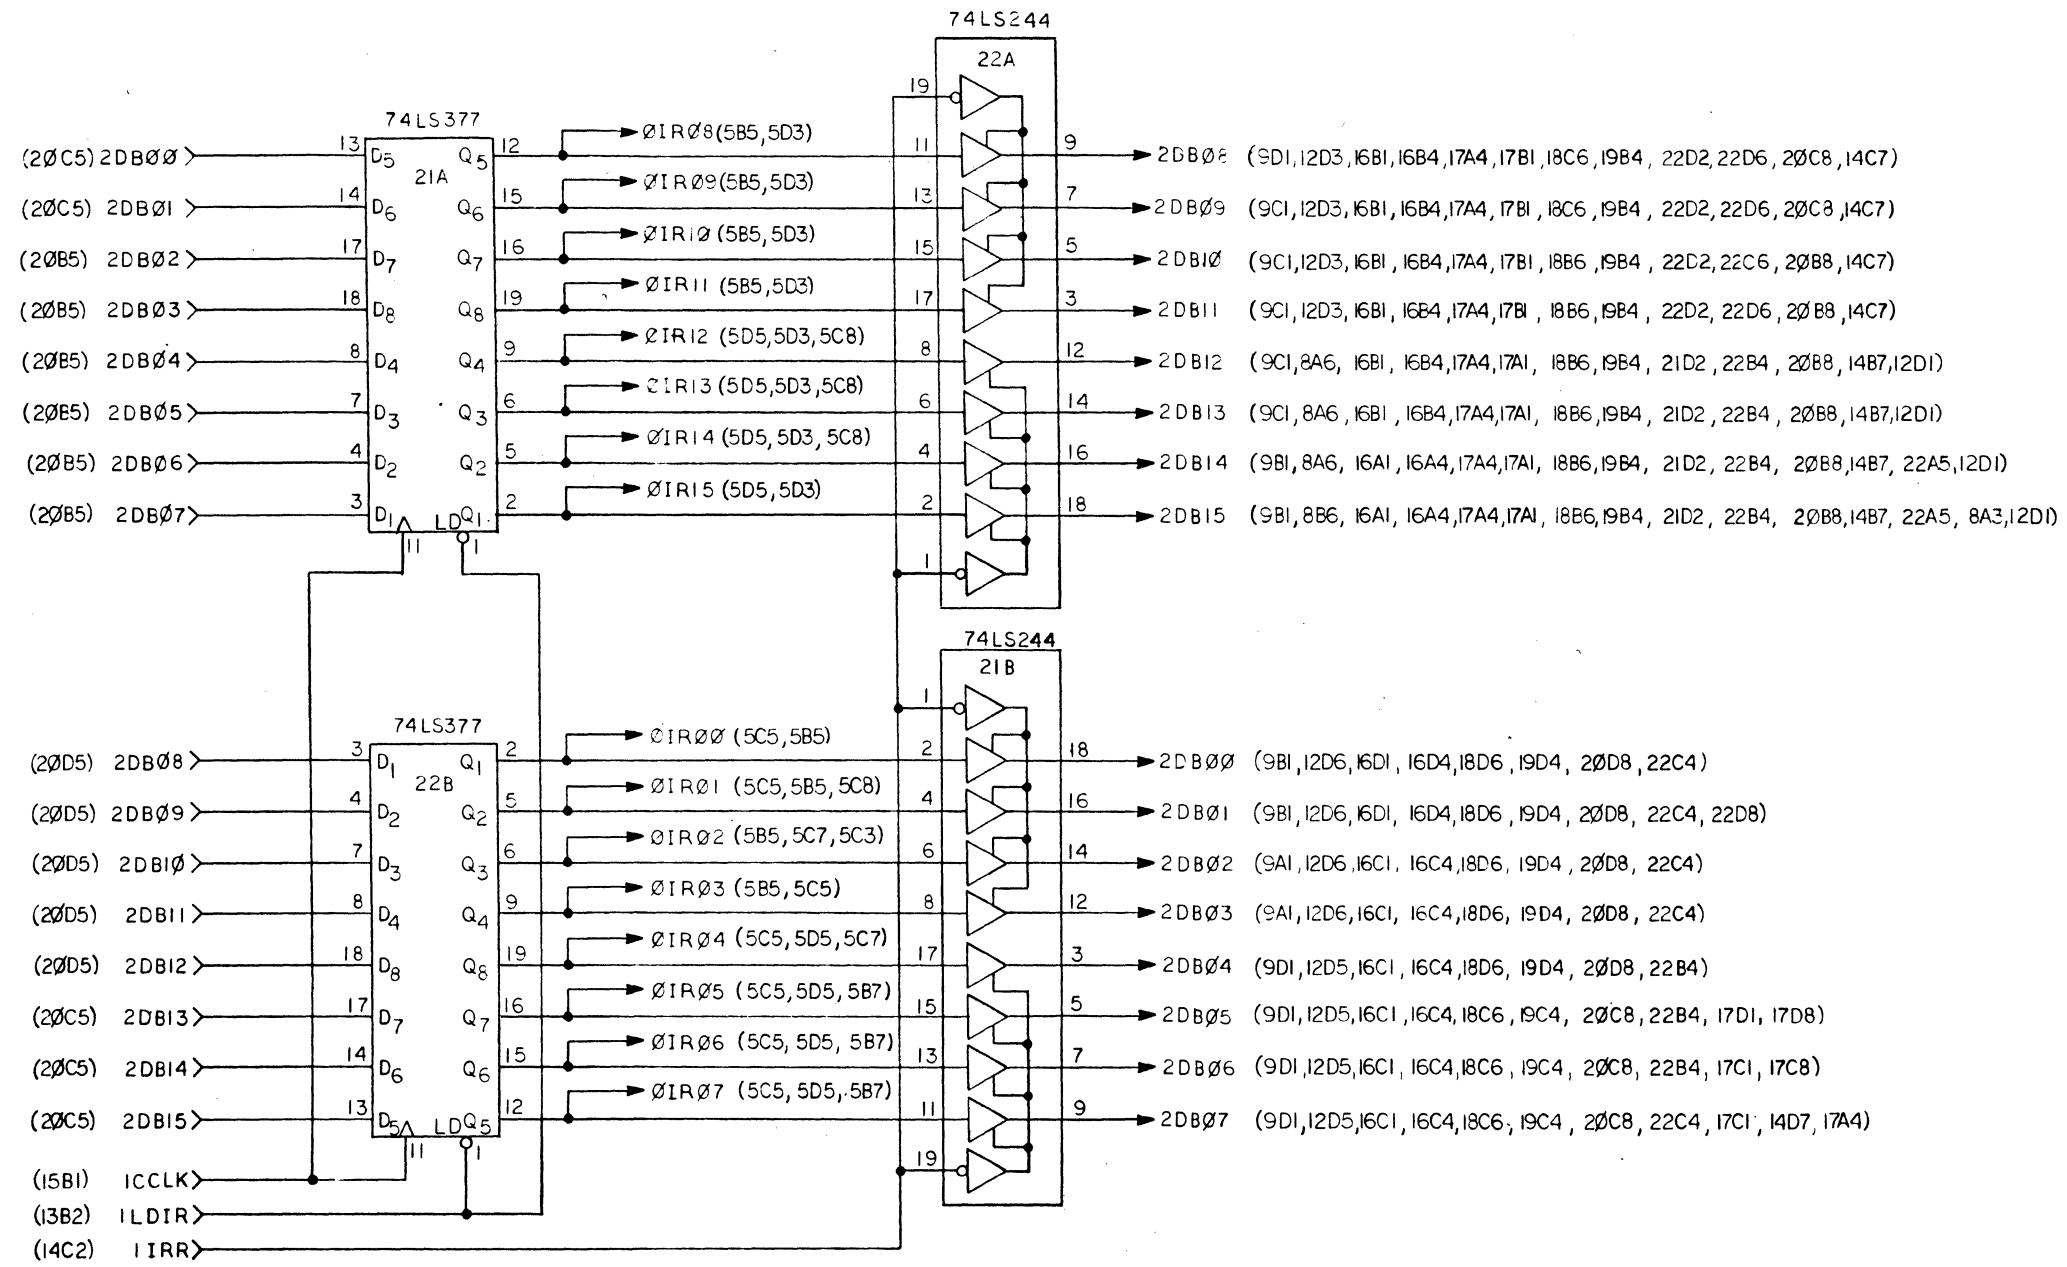 74LS244
22A
19
74LS377
(2ØC5) 2DBØØ 13 D5 Q5 12 ØIRØ8(5B5,5D3) 11 9 2DBØ8 (9D1,12D3,16B1,16B4,17A4,17B1,18C6,19B4, 22D2,22D6, 2ØC8,14C7)
21A
(2ØC5) 2DBØ1 14 D6 Q6 15 ØIRØ9(5B5,5D3) 13 7 2DBØ9 (9C1,12D3,16B1,16B4,17A4,17B1,18C6,19B4, 22D2,22D6, 2ØC8,14C7)
(2ØB5) 2DBØ2 17 D7 Q7 16 ØIR1Ø (5B5,5D3) 15 5 2DB1Ø (9C1,12D3,16B1,16B4,17A4,17B1,18B6,19B4, 22D2,22C6, 2ØB8,14C7)
(2ØB5) 2DBØ3 18 D8 Q8 19 ØIR11 (5B5,5D3) 17 3 2DB11 (9C1,12D3,16B1,16B4,17A4,17B1,18B6,19B4, 22D2,22D6,2ØB8,14C7)
(2ØB5) 2DBØ4 8 D4 Q4 9 ØIR12 (5D5,5D3,5C8) 8 12 2DB12 (9C1,8A6, 16B1,16B4,17A4,17A1, 18B6,19B4, 21D2, 22B4, 2ØB8,14B7,12D1)
(2ØB5) 2DBØ5 7 D3 Q3 6 ØIR13 (5D5,5D3,5C8) 6 14 2DB13 (9C1,8A6, 16B1,16B4,17A4,17A1, 18B6,19B4, 21D2, 22B4, 2ØB8,14B7,12D1)
(2ØB5) 2DBØ6 4 D2 Q2 5 ØIR14 (5D5,5D3,5C8) 4 16 2DB14 (9B1,8A6, 16A1,16A4,17A4,17A1, 18B6,19B4, 21D2, 22B4, 2ØB8,14B7, 22A5,12D1)
(2ØB5) 2DBØ7 3 D1 LD Q1 2 ØIR15 (5D5,5D3) 2 18 2DB15 (9B1,8B6, 16A1,16A4,17A4,17A1, 18B6,19B4, 21D2, 22B4, 2ØB8,14B7, 22A5, 8A3,12D1)
11 1 1
74LS244
21B
1
74LS377
(2ØD5) 2DBØ8 3 D1 Q1 2 ØIRØØ (5C5,5B5) 2 18 2DBØØ (9B1,12D6,16D1,16D4,18D6,19D4, 2ØD8,22C4)
22B
(2ØD5) 2DBØ9 4 D2 Q2 5 ØIRØ1 (5C5,5B5,5C8) 4 16 2DBØ1 (9B1,12D6,16D1,16D4,18D6,19D4, 2ØD8, 22C4, 22D8)
(2ØD5) 2DB1Ø 7 D3 Q3 6 ØIRØ2 (5B5,5C7,5C3) 6 14 2DBØ2 (9A1,12D6,16C1,16C4,18D6,19D4, 2ØD8, 22C4)
(2ØD5) 2DB11 8 D4 Q4 9 ØIRØ3 (5B5,5C5) 8 12 2DBØ3 (9A1,12D6,16C1,16C4,18D6,19D4, 2ØD8, 22C4)
(2ØD5) 2DB12 18 D8 Q8 19 ØIRØ4 (5C5,5D5,5C7) 17 3 2DBØ4 (9D1,12D5,16C1,16C4,18D6,19D4, 2ØD8,22B4)
(2ØC5) 2DB13 17 D7 Q7 16 ØIRØ5 (5C5,5D5,5B7) 15 5 2DBØ5 (9D1,12D5,16C1,16C4,18C6,19C4, 2ØC8,22B4, 17D1, 17D8)
(2ØC5) 2DB14 14 D6 Q6 15 ØIRØ6 (5C5,5D5,5B7) 13 7 2DBØ6 (9D1,12D5,16C1,16C4,18C6,19C4, 2ØC8, 22B4, 17C1, 17C8)
(2ØC5) 2DB15 13 D5 LD Q5 12 ØIRØ7 (5C5,5D5,5B7) 11 9 2DBØ7 (9D1,12D5,16C1,16C4,18C6,19C4, 2ØC8, 22C4, 17C1, 14D7, 17A4)
11 1 19
(15B1) 1CCLK
(13B2) 1LDIR
(14C2) 1IRR